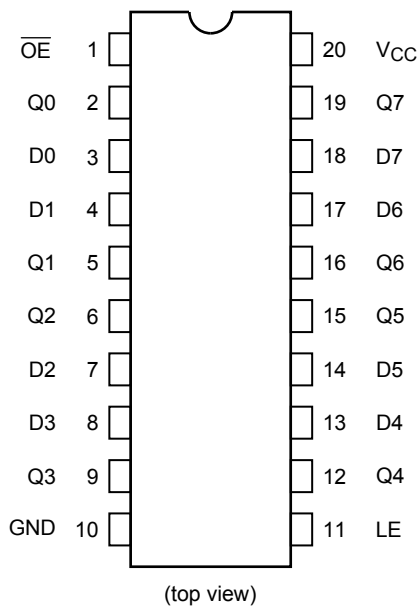 O̅E̅ 1 20 VCC
Q0 2 19 Q7
D0 3 18 D7
D1 4 17 D6
Q1 5 16 Q6
Q2 6 15 Q5
D2 7 14 D5
D3 8 13 D4
Q3 9 12 Q4
GND 10 11 LE
(top view)